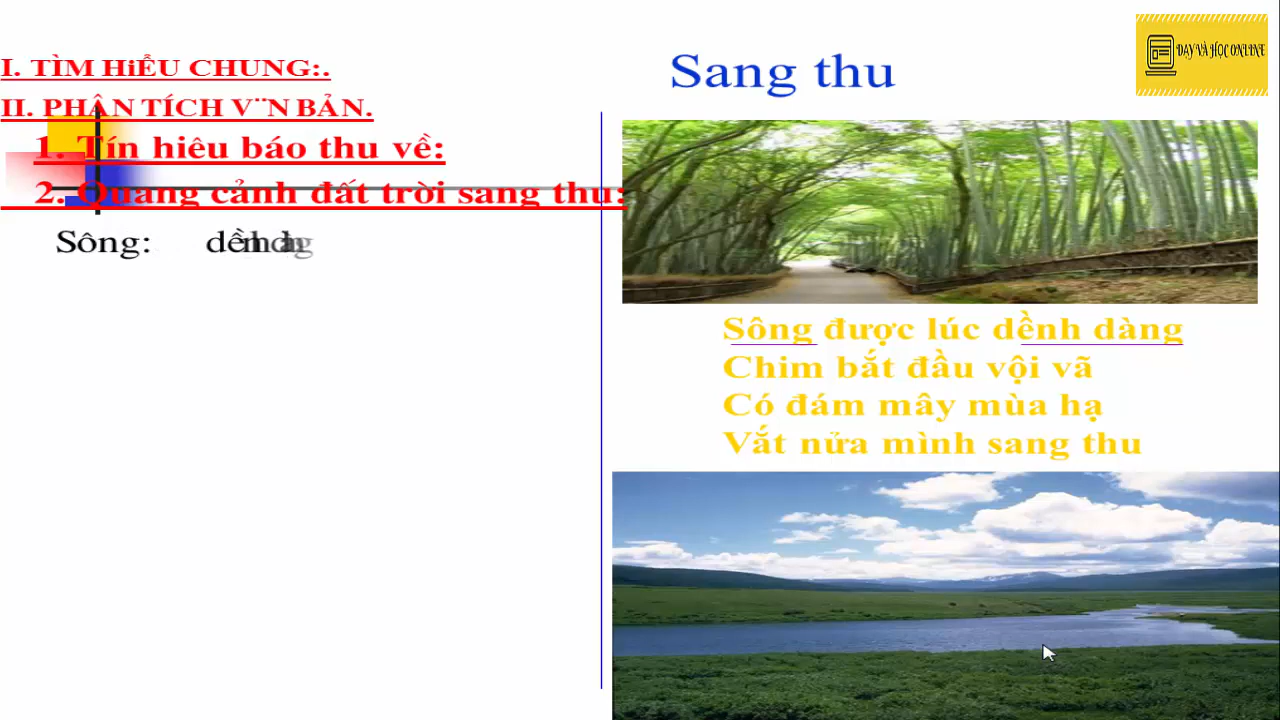 I. TÌM HiỂU CHUNG:.
II. PHÂN TÍCH V¨N BẢN.
1. Tín hiêu báo thu về:
2. Quang cảnh đất trời sang thu:
Sông:
Sang thu
DẠY VÀ HỌC ONLINE
Sông được lúc dềnh dàng
Chim bắt đầu vội vã
Có đám mây mùa hạ
Vắt nửa mình sang thu